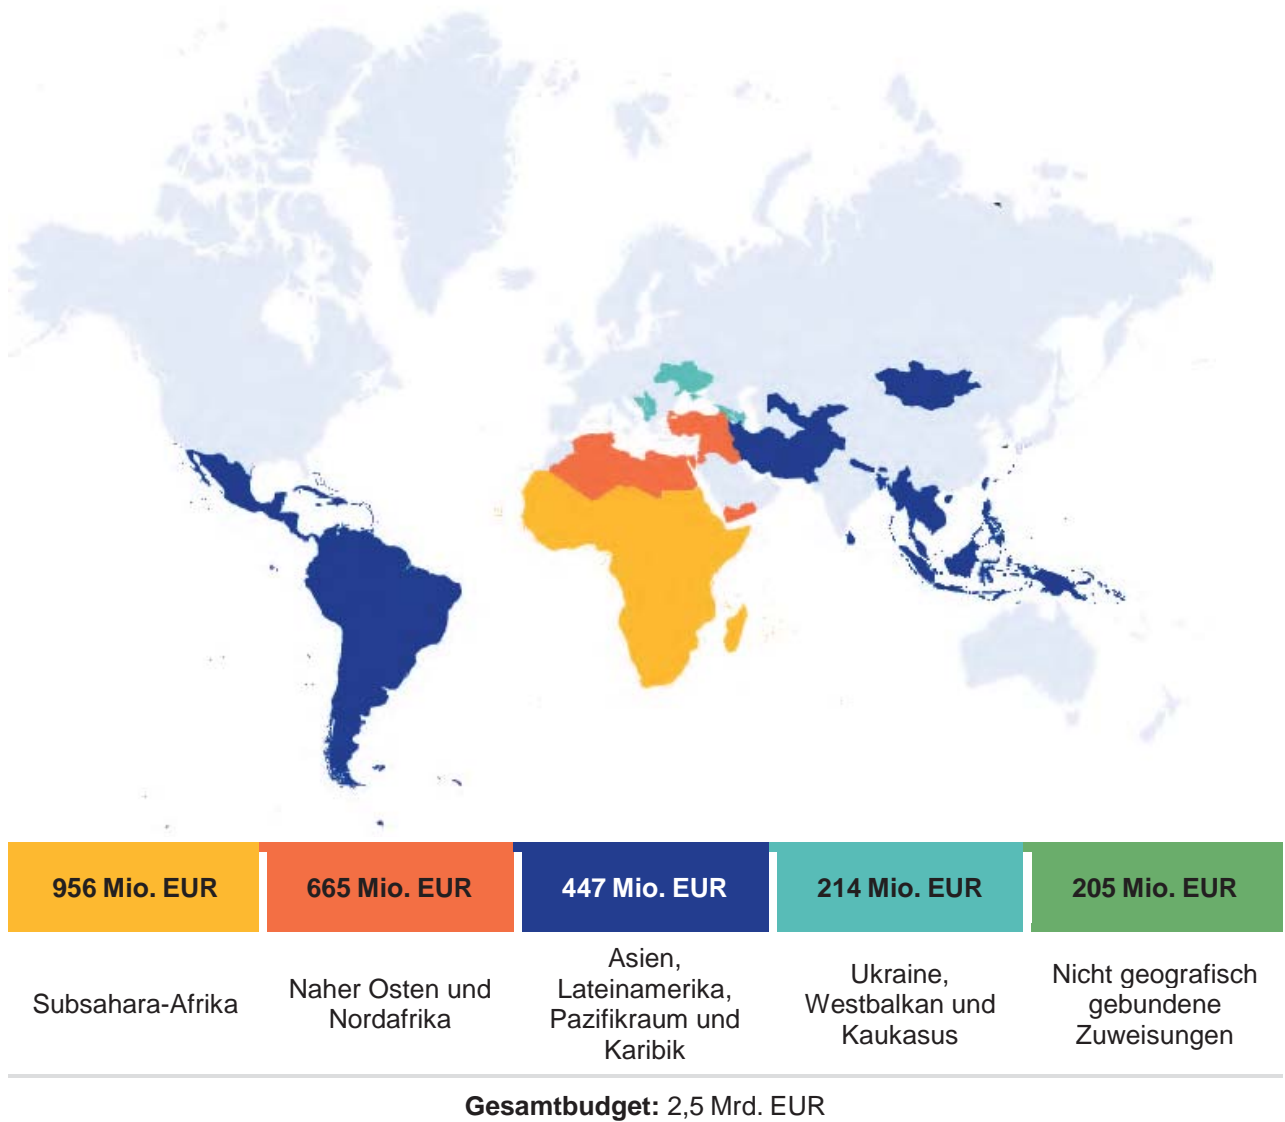 956 Mio. EUR
665 Mio. EUR
447 Mio. EUR
214 Mio. EUR
205 Mio. EUR
Subsahara-Afrika
Naher Osten und
Nordafrika
Asien,
Lateinamerika,
Pazifikraum und
Karibik
Ukraine,
Westbalkan und
Kaukasus
Nicht geografisch
gebundene
Zuweisungen
Gesamtbudget: 2,5 Mrd. EUR